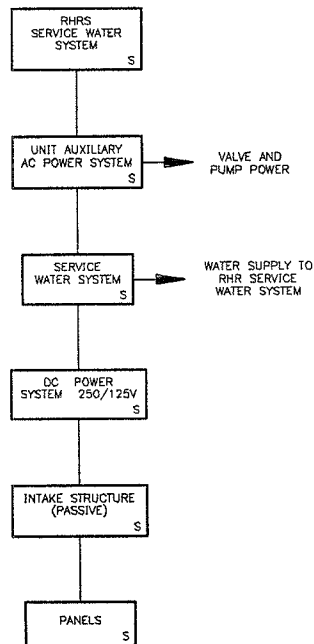 RHRS
SERVICE WATER
SYSTEM
S
UNIT AUXILIARY
AC POWER SYSTEM
S
VALVE AND
PUMP POWER
SERVICE
WATER SYSTEM
S
WATER SUPPLY TO
RHR SERVICE
WATER SYSTEM
DC POWER
SYSTEM 250/125V
S
INTAKE STRUCTURE
(PASSIVE)
S
PANELS
S